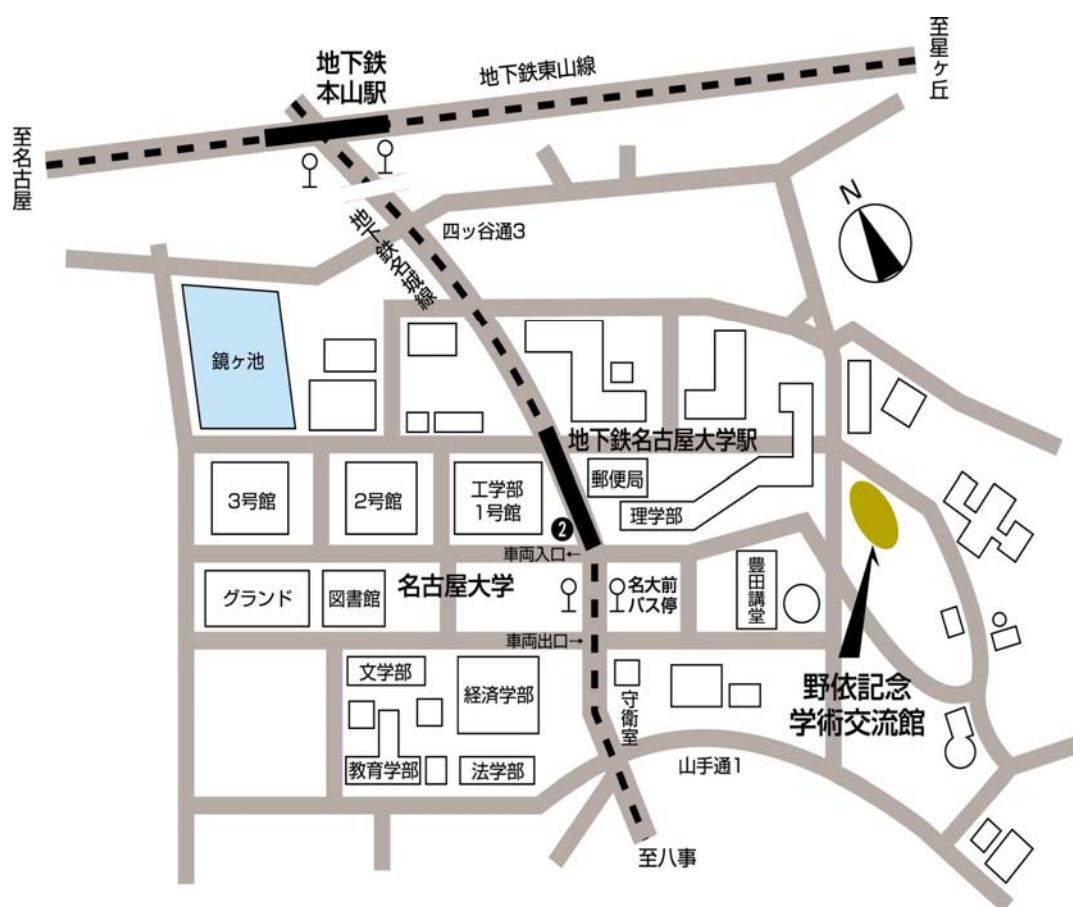 至星ヶ丘
地下鉄
本山駅
地下鉄東山線
至名古屋
N
四ッ谷通3
地下鉄名城線
鏡ヶ池
地下鉄名古屋大学駅
郵便局
3号館
2号館
工学部
1号館
理学部
2
車両入口←
名古屋大学
グランド
図書館
名大前
バス停
豊田講堂
車両出口→
文学部
経済学部
守衛室
野依記念
学術交流館
教育学部
法学部
山手通1
至八事